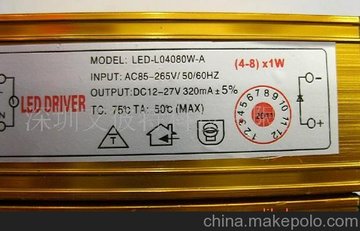 MODEL: LED-L04080W-A
(4-8) x1W
INPUT: AC85-265V/ 50/60HZ
LED DRIVER
OUTPUT: DC12-27V 320mA ±5%
TC: 75℃ TA: 50℃ (MAX)
T
2011
1 2 3 4 5 6 7 8 9 10 11 12
china.makepolo.com